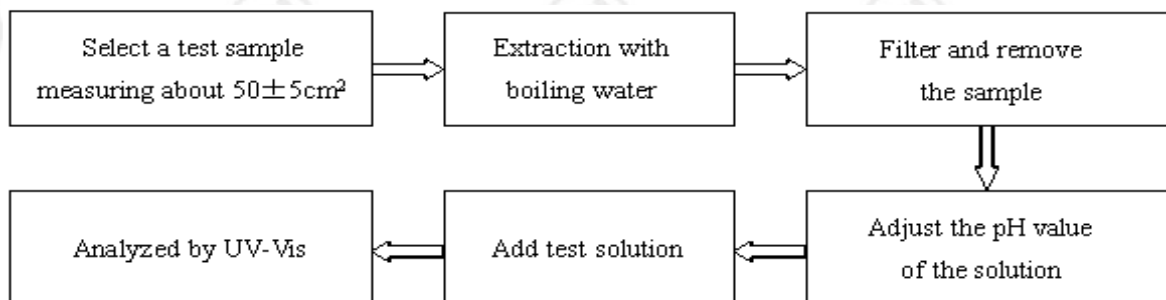 Select a test sample
measuring about 50±5cm²
Extraction with
boiling water
Filter and remove
the sample
Adjust the pH value
of the solution
Add test solution
Analyzed by UV-Vis